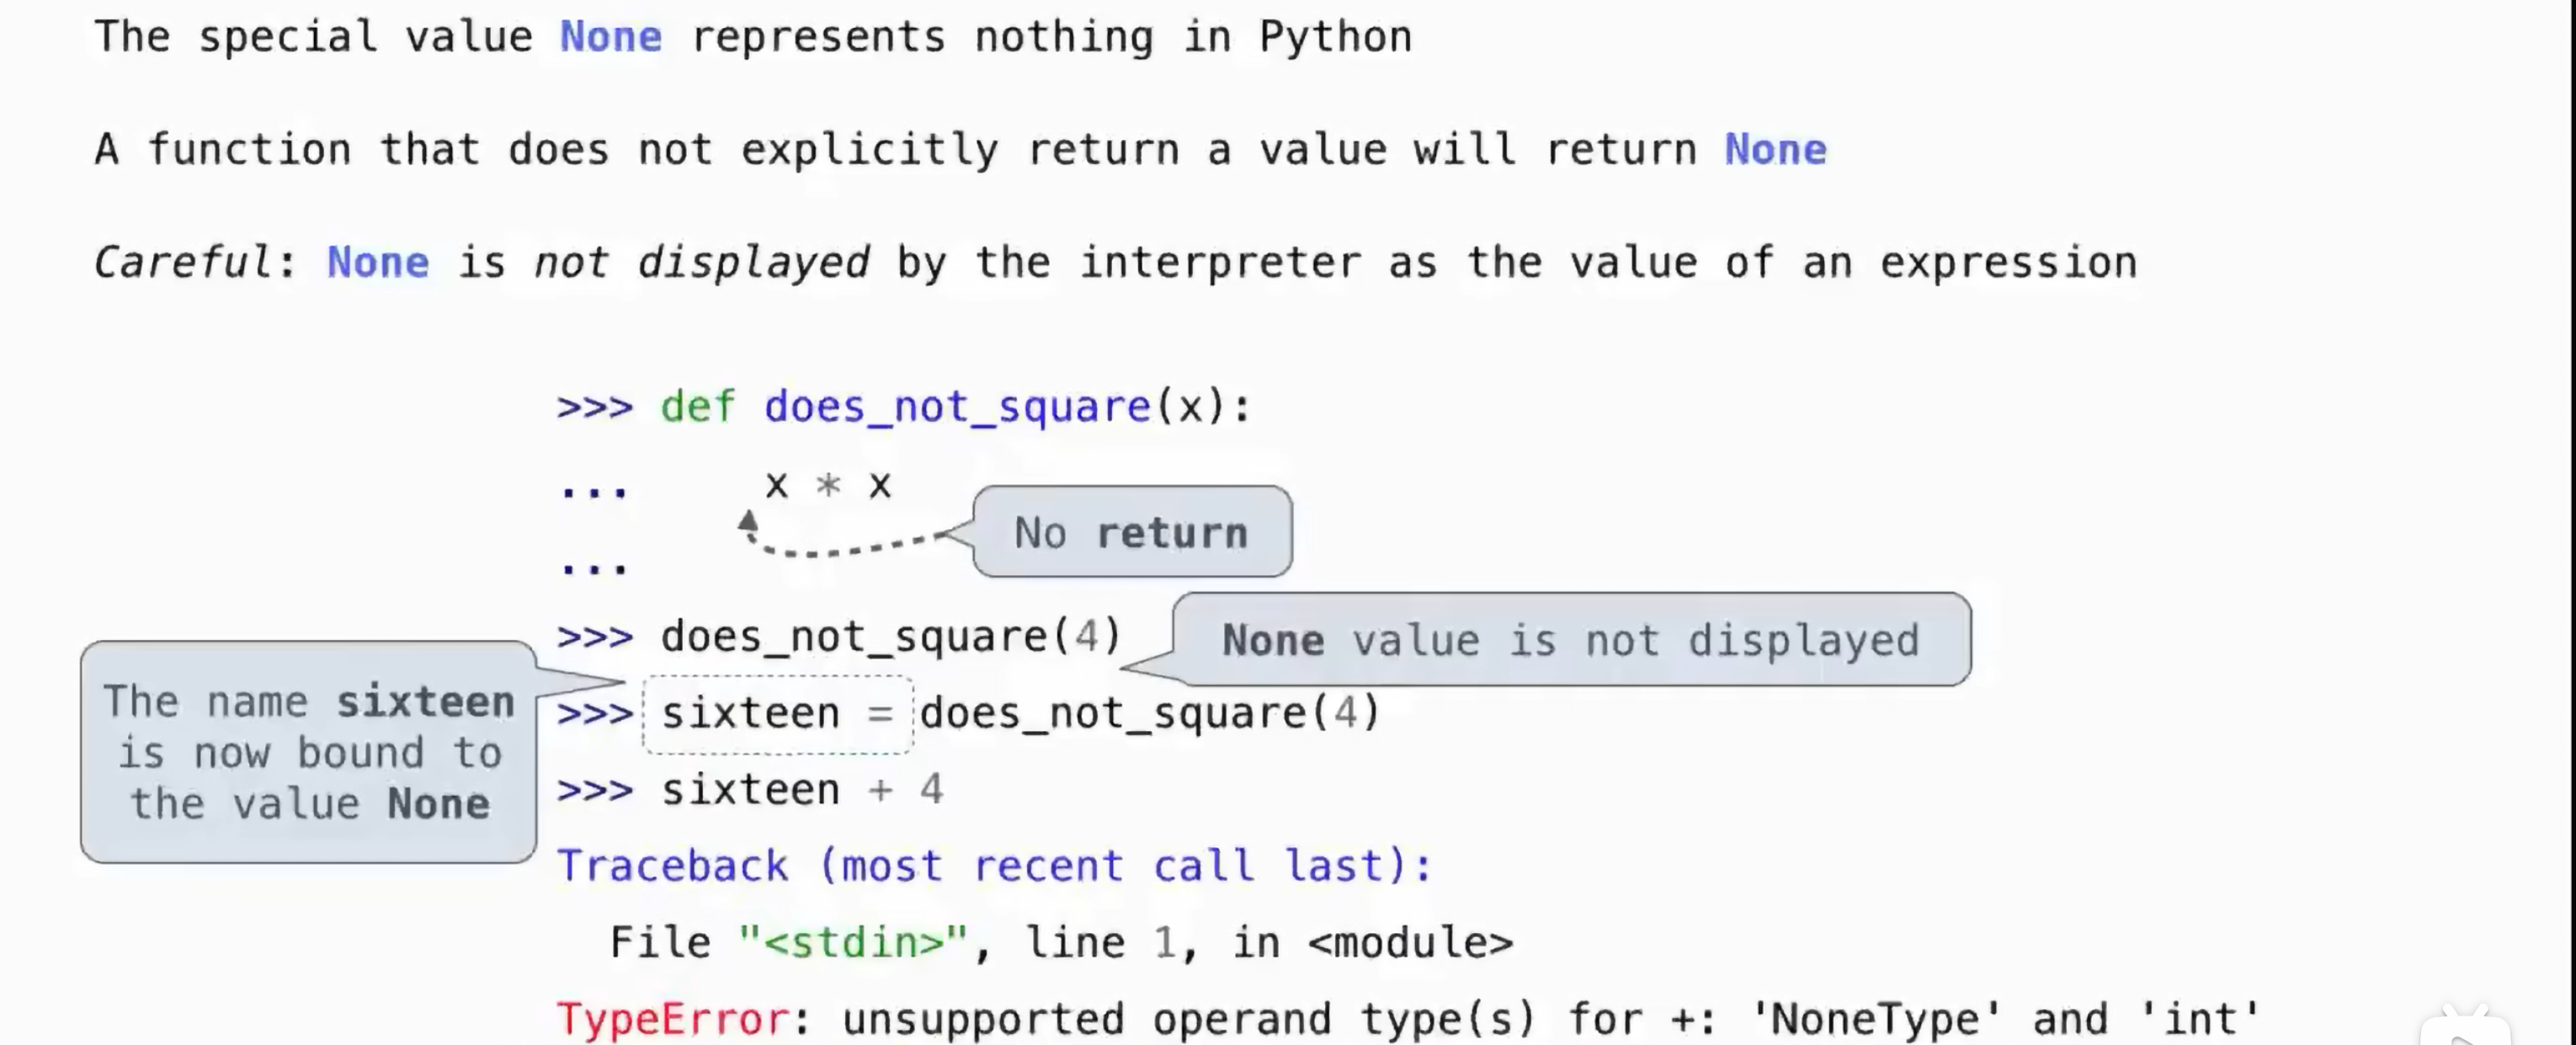 The special value None represents nothing in Python
A function that does not explicitly return a value will return None
Careful: None is not displayed by the interpreter as the value of an expression
>>> def does_not_square(x):
...     x * x
No return
...
>>> does_not_square(4)
None value is not displayed
The name sixteen
is now bound to
the value None
>>> sixteen = does_not_square(4)
>>> sixteen + 4
Traceback (most recent call last):
  File "<stdin>", line 1, in <module>
TypeError: unsupported operand type(s) for +: 'NoneType' and 'int'